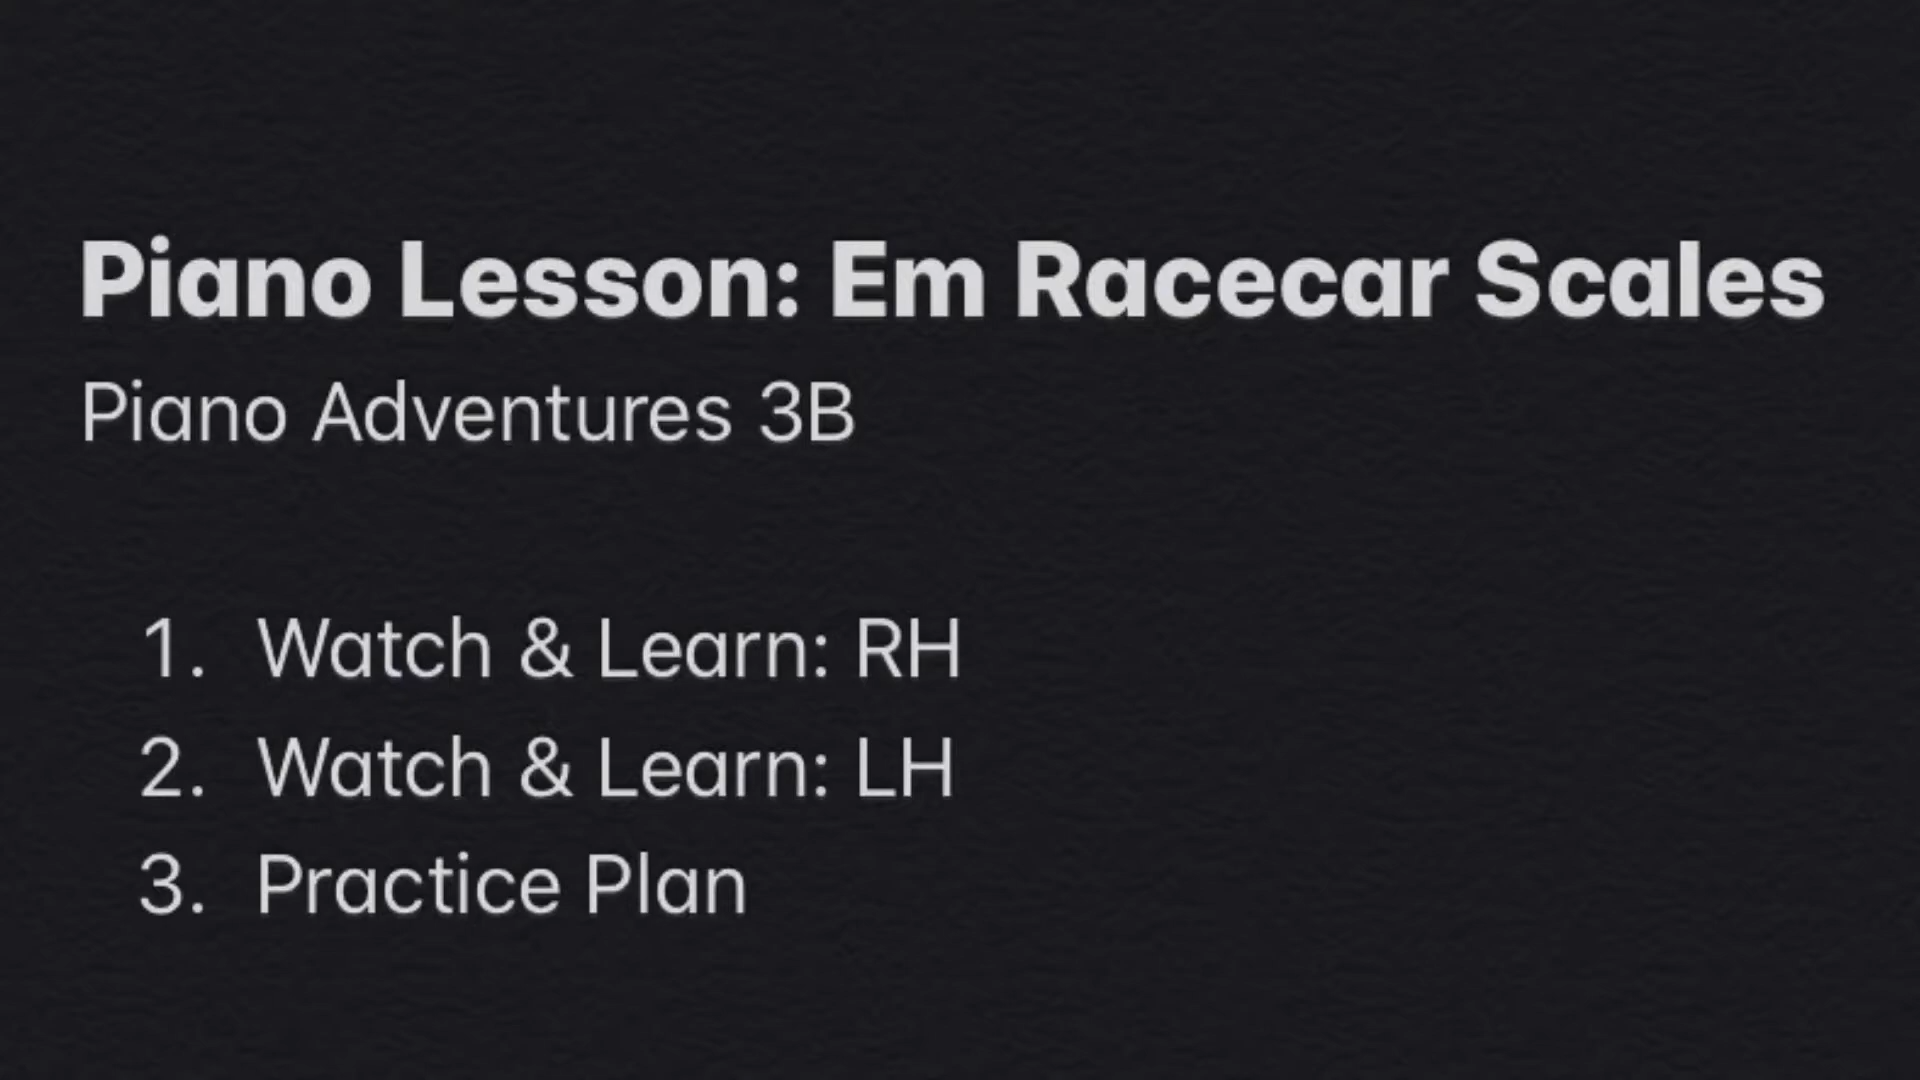 Piano Lesson: Em Racecar Scales
Piano Adventures 3B
1. Watch & Learn: RH
2. Watch & Learn: LH
3. Practice Plan